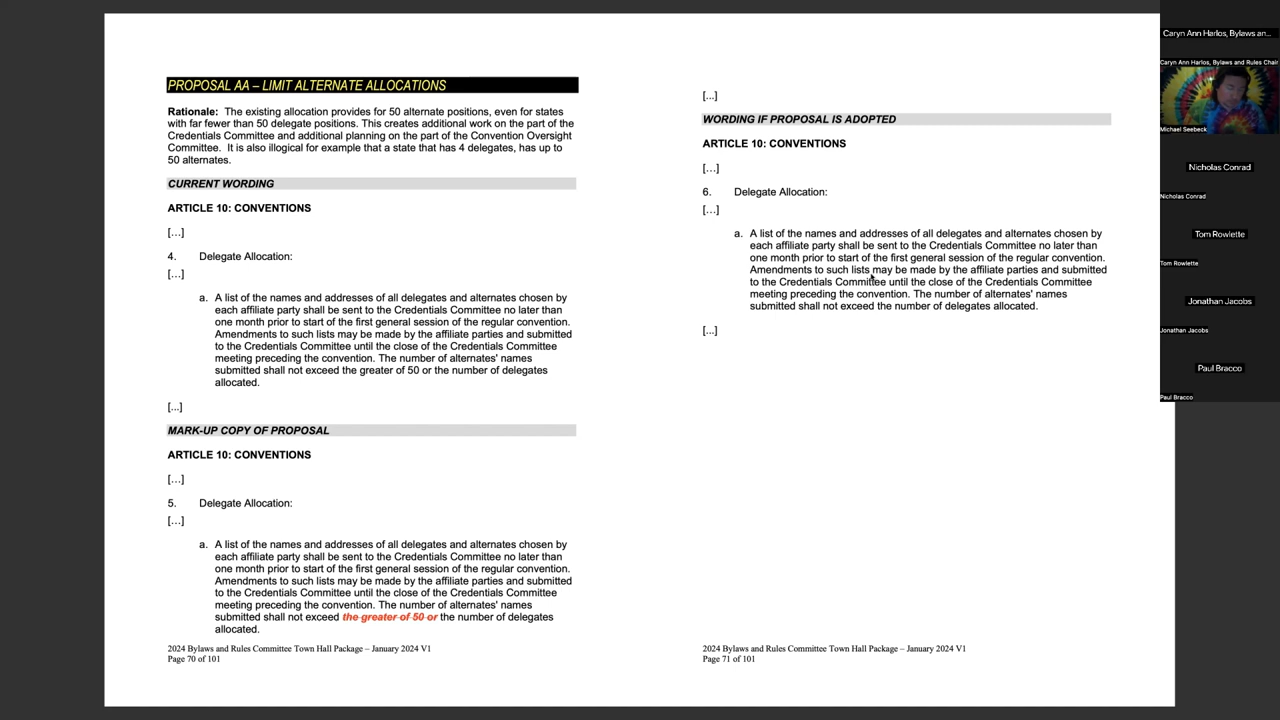 PROPOSAL AA – LIMIT ALTERNATE ALLOCATIONS
Rationale: The existing allocation provides for 50 alternate positions, even for states
with far fewer than 50 delegate positions. This creates additional work on the part of the
Credentials Committee and additional planning on the part of the Convention Oversight
Committee. It is also illogical for example that a state that has 4 delegates, has up to
50 alternates.
CURRENT WORDING
ARTICLE 10: CONVENTIONS
[…]
4. Delegate Allocation:
[…]
a. A list of the names and addresses of all delegates and alternates chosen by
each affiliate party shall be sent to the Credentials Committee no later than
one month prior to start of the first general session of the regular convention.
Amendments to such lists may be made by the affiliate parties and submitted
to the Credentials Committee until the close of the Credentials Committee
meeting preceding the convention. The number of alternates' names
submitted shall not exceed the greater of 50 or the number of delegates
allocated.
[...]
MARK-UP COPY OF PROPOSAL
ARTICLE 10: CONVENTIONS
[…]
5. Delegate Allocation:
[…]
a. A list of the names and addresses of all delegates and alternates chosen by
each affiliate party shall be sent to the Credentials Committee no later than
one month prior to start of the first general session of the regular convention.
Amendments to such lists may be made by the affiliate parties and submitted
to the Credentials Committee until the close of the Credentials Committee
meeting preceding the convention. The number of alternates' names
submitted shall not exceed the greater of 50 or the number of delegates
allocated.
2024 Bylaws and Rules Committee Town Hall Package – January 2024 V1
Page 70 of 101
[...]
WORDING IF PROPOSAL IS ADOPTED
ARTICLE 10: CONVENTIONS
[…]
6. Delegate Allocation:
[…]
a. A list of the names and addresses of all delegates and alternates chosen by
each affiliate party shall be sent to the Credentials Committee no later than
one month prior to start of the first general session of the regular convention.
Amendments to such lists may be made by the affiliate parties and submitted
to the Credentials Committee until the close of the Credentials Committee
meeting preceding the convention. The number of alternates' names
submitted shall not exceed the number of delegates allocated.
[...]
2024 Bylaws and Rules Committee Town Hall Package – January 2024 V1
Page 71 of 101
Caryn Ann Harlos, Bylaws an...
Caryn Ann Harlos, Bylaws and Rules Chair
Michael Seebeck
Nicholas Conrad
Nicholas Conrad
Tom Rowlette
Tom Rowlette
Jonathan Jacobs
Jonathan Jacobs
Paul Bracco
Paul Bracco